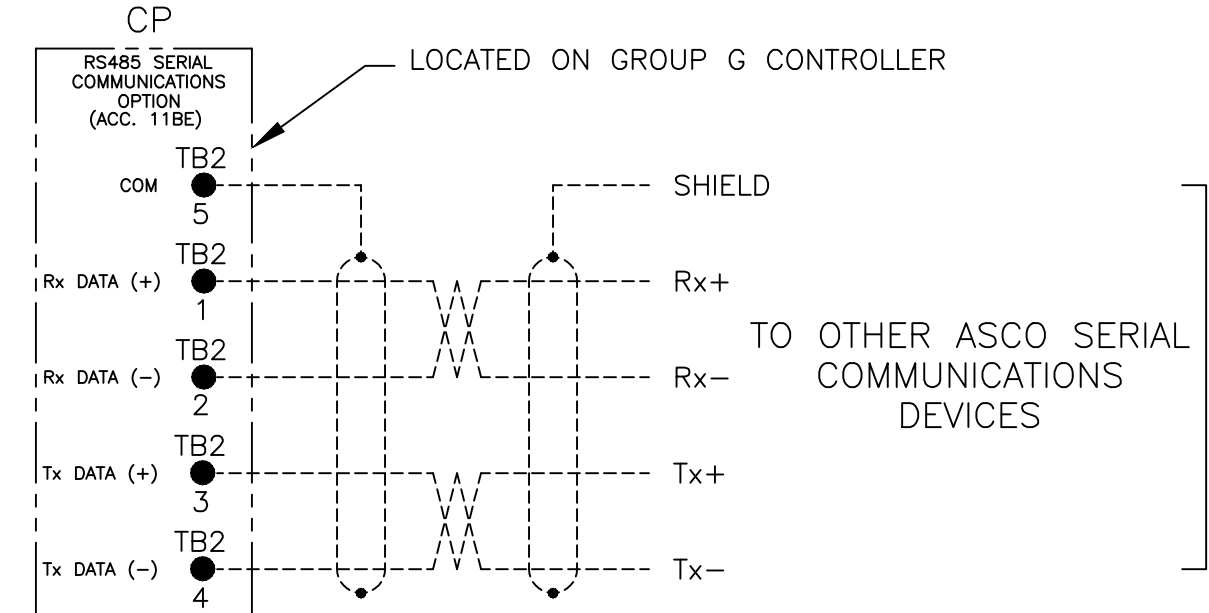 CP
RS485 SERIAL
COMMUNICATIONS
OPTION
(ACC. 11BE)
LOCATED ON GROUP G CONTROLLER
TB2
COM
5
SHIELD
TB2
Rx DATA (+)
1
Rx+
TB2
Rx DATA (-)
2
Rx-
TB2
Tx DATA (+)
3
Tx+
TB2
Tx DATA (-)
4
Tx-
TO OTHER ASCO SERIAL
COMMUNICATIONS
DEVICES